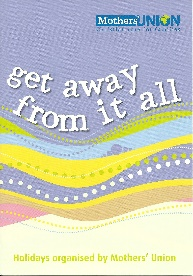 Mothers' UNION
get away
from it all
Holidays organised by Mothers' Union